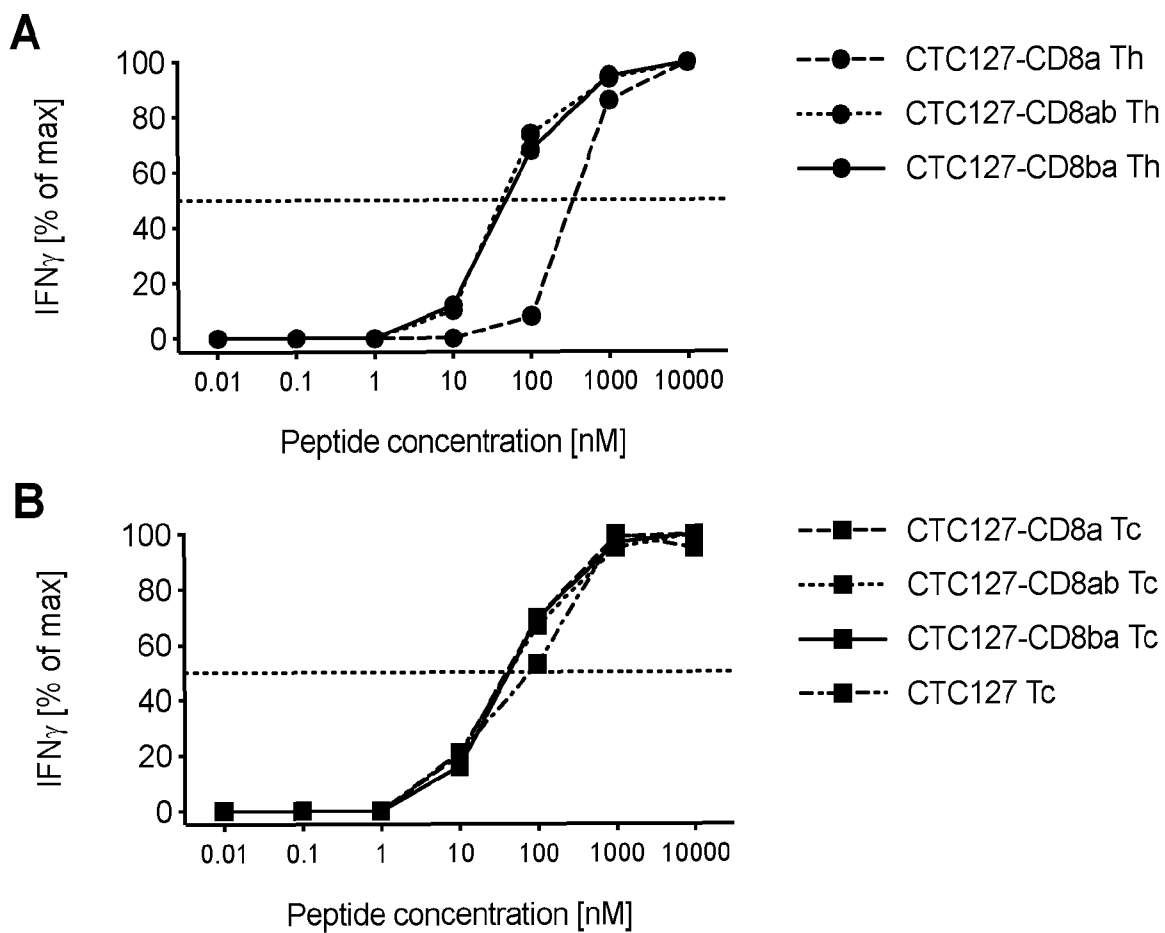 A
CTC127-CD8a Th
CTC127-CD8ab Th
CTC127-CD8ba Th
IFNγ [% of max]
100
80
60
40
20
0
0.01 0.1 1 10 100 1000 10000
Peptide concentration [nM]
B
CTC127-CD8a Tc
CTC127-CD8ab Tc
CTC127-CD8ba Tc
CTC127 Tc
IFNγ [% of max]
100
80
60
40
20
0
0.01 0.1 1 10 100 1000 10000
Peptide concentration [nM]